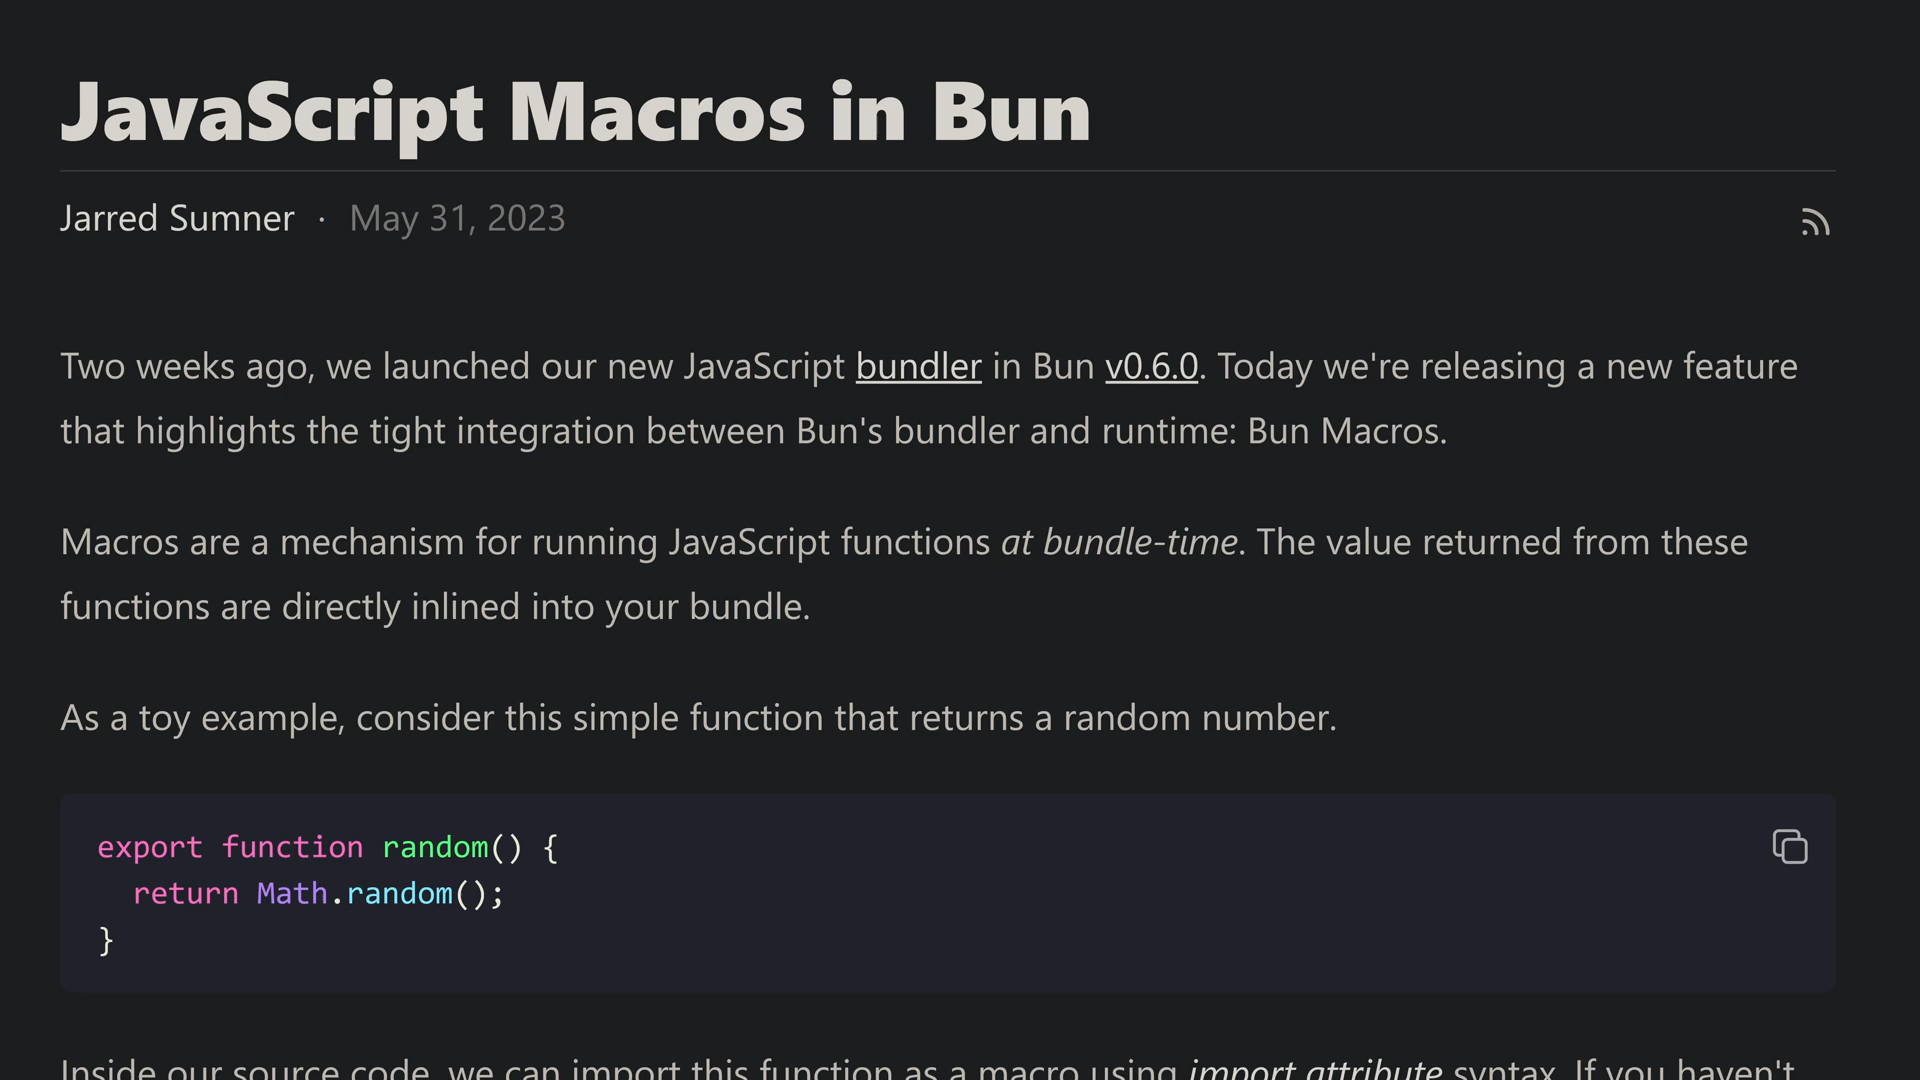 JavaScript Macros in Bun
Jarred Sumner · May 31, 2023
Two weeks ago, we launched our new JavaScript bundler in Bun v0.6.0. Today we're releasing a new feature
that highlights the tight integration between Bun's bundler and runtime: Bun Macros.
Macros are a mechanism for running JavaScript functions at bundle-time. The value returned from these
functions are directly inlined into your bundle.
As a toy example, consider this simple function that returns a random number.
export function random() {
  return Math.random();
}
Inside our source code, we can import this function as a macro using import attribute syntax. If you haven't